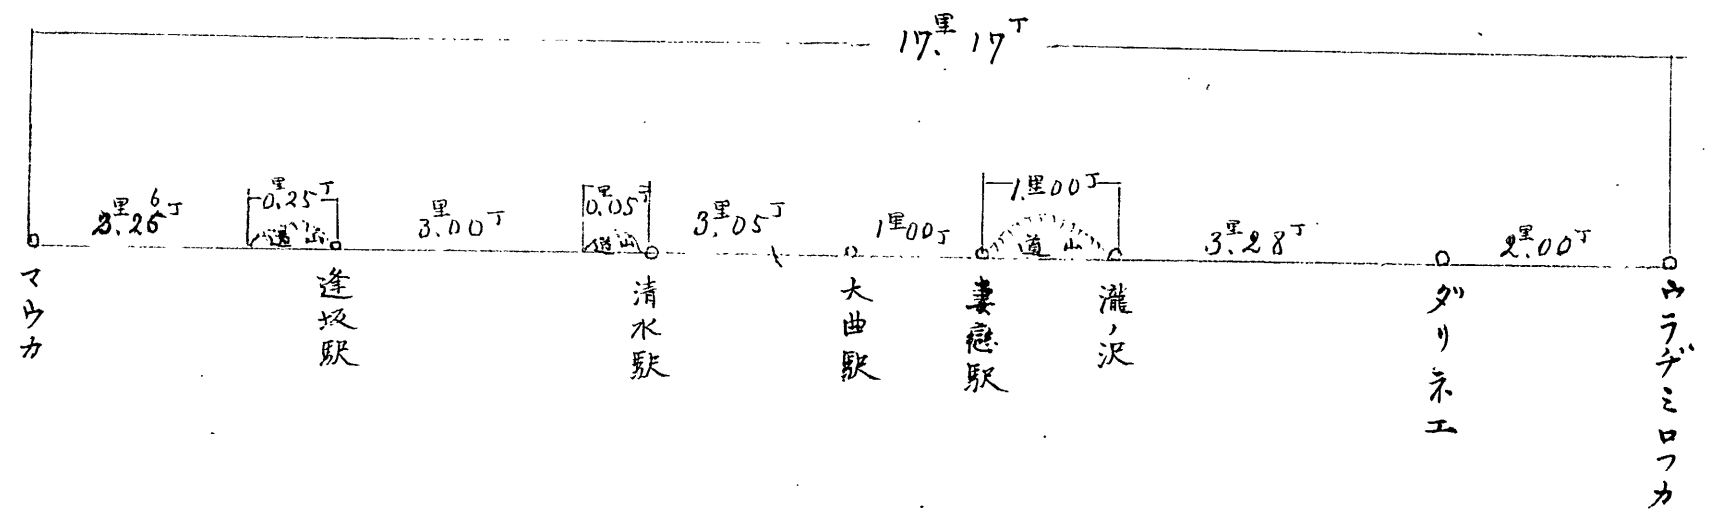 17.里17丁
2.里26丁
0.里25丁
3.里00丁
0.里05丁
3.里05丁
1里00丁
1.里00丁
3.里28丁
2.里00丁
山道
山道
山道
マウカ
逢坂駅
清水駅
大曲駅
妻戀駅
瀧ノ沢
ダリネエ
ウラヂミロフカ